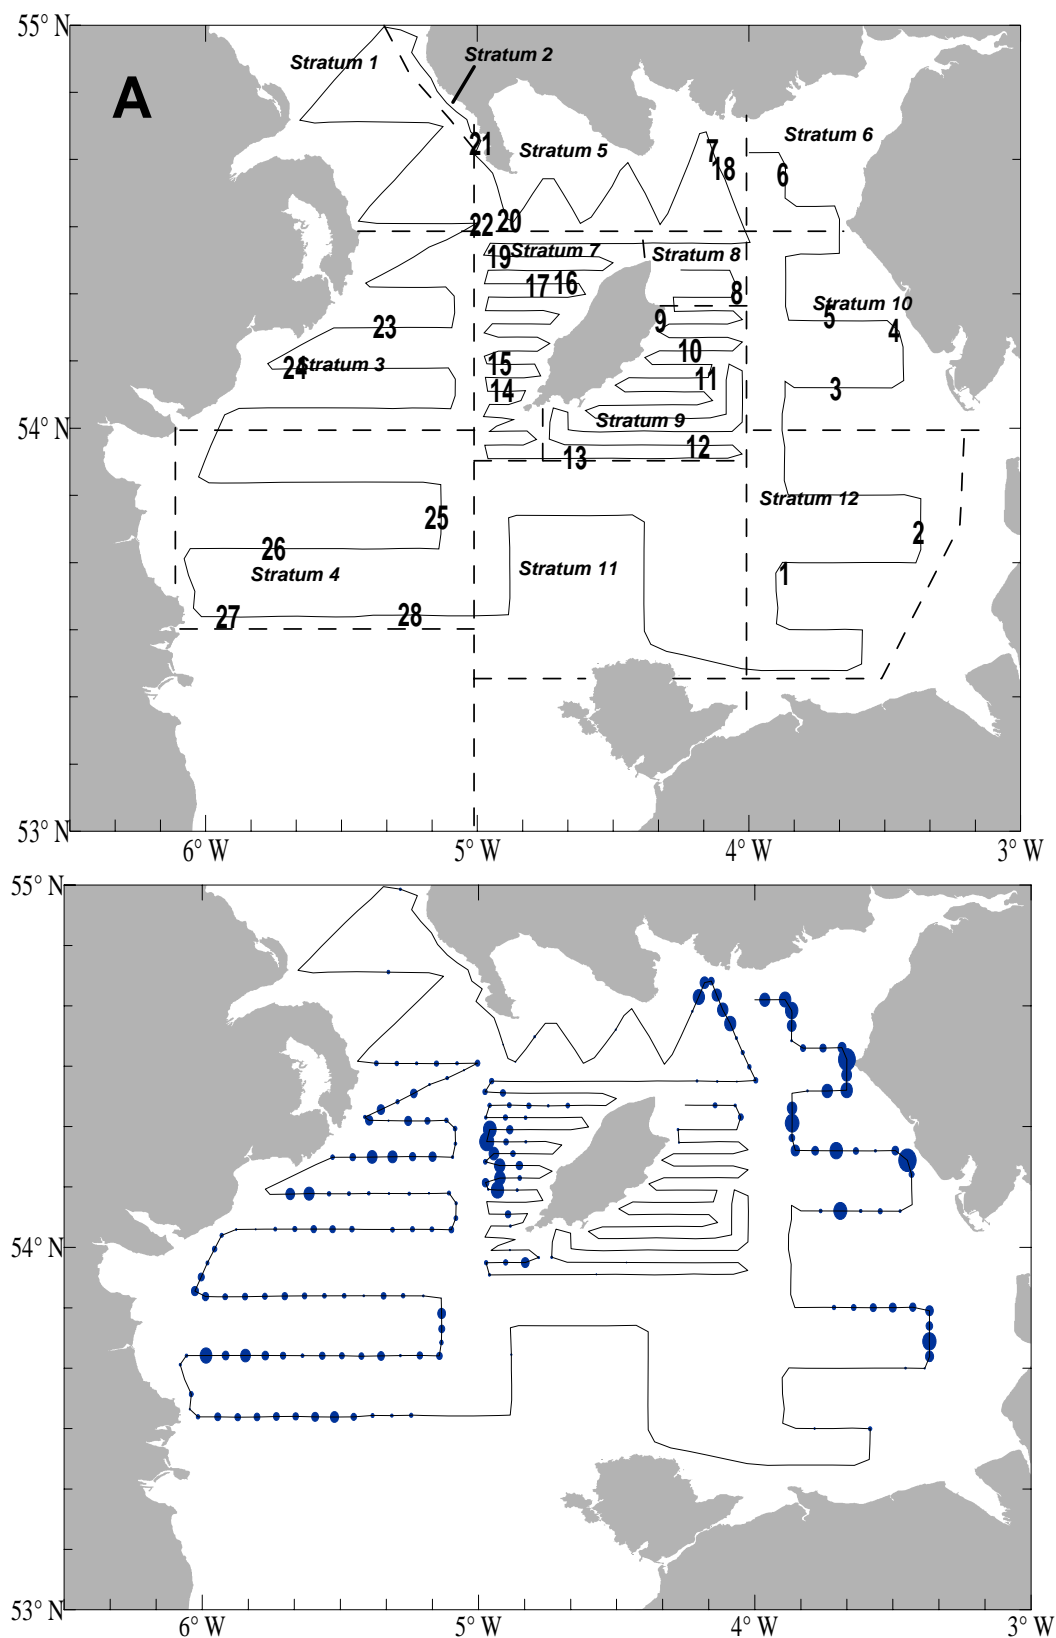 55° N
Stratum 1
Stratum 2
A
21
Stratum 5
7
18
Stratum 6
6
22
20
19
Stratum 7
Stratum 8
17
16
8
Stratum 10
9
5
4
23
24
Stratum 3
15
10
14
11
3
54° N
Stratum 9
12
13
Stratum 12
25
2
26
Stratum 4
Stratum 11
1
27
28
53° N
6° W
5° W
4° W
3° W
55° N
54° N
53° N
6° W
5° W
4° W
3° W